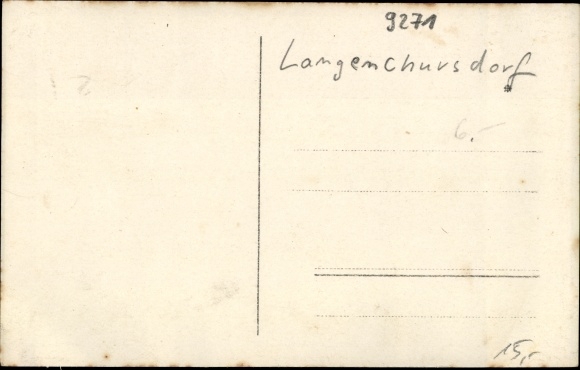 9271
Langenchursdorf
6.-
15,-